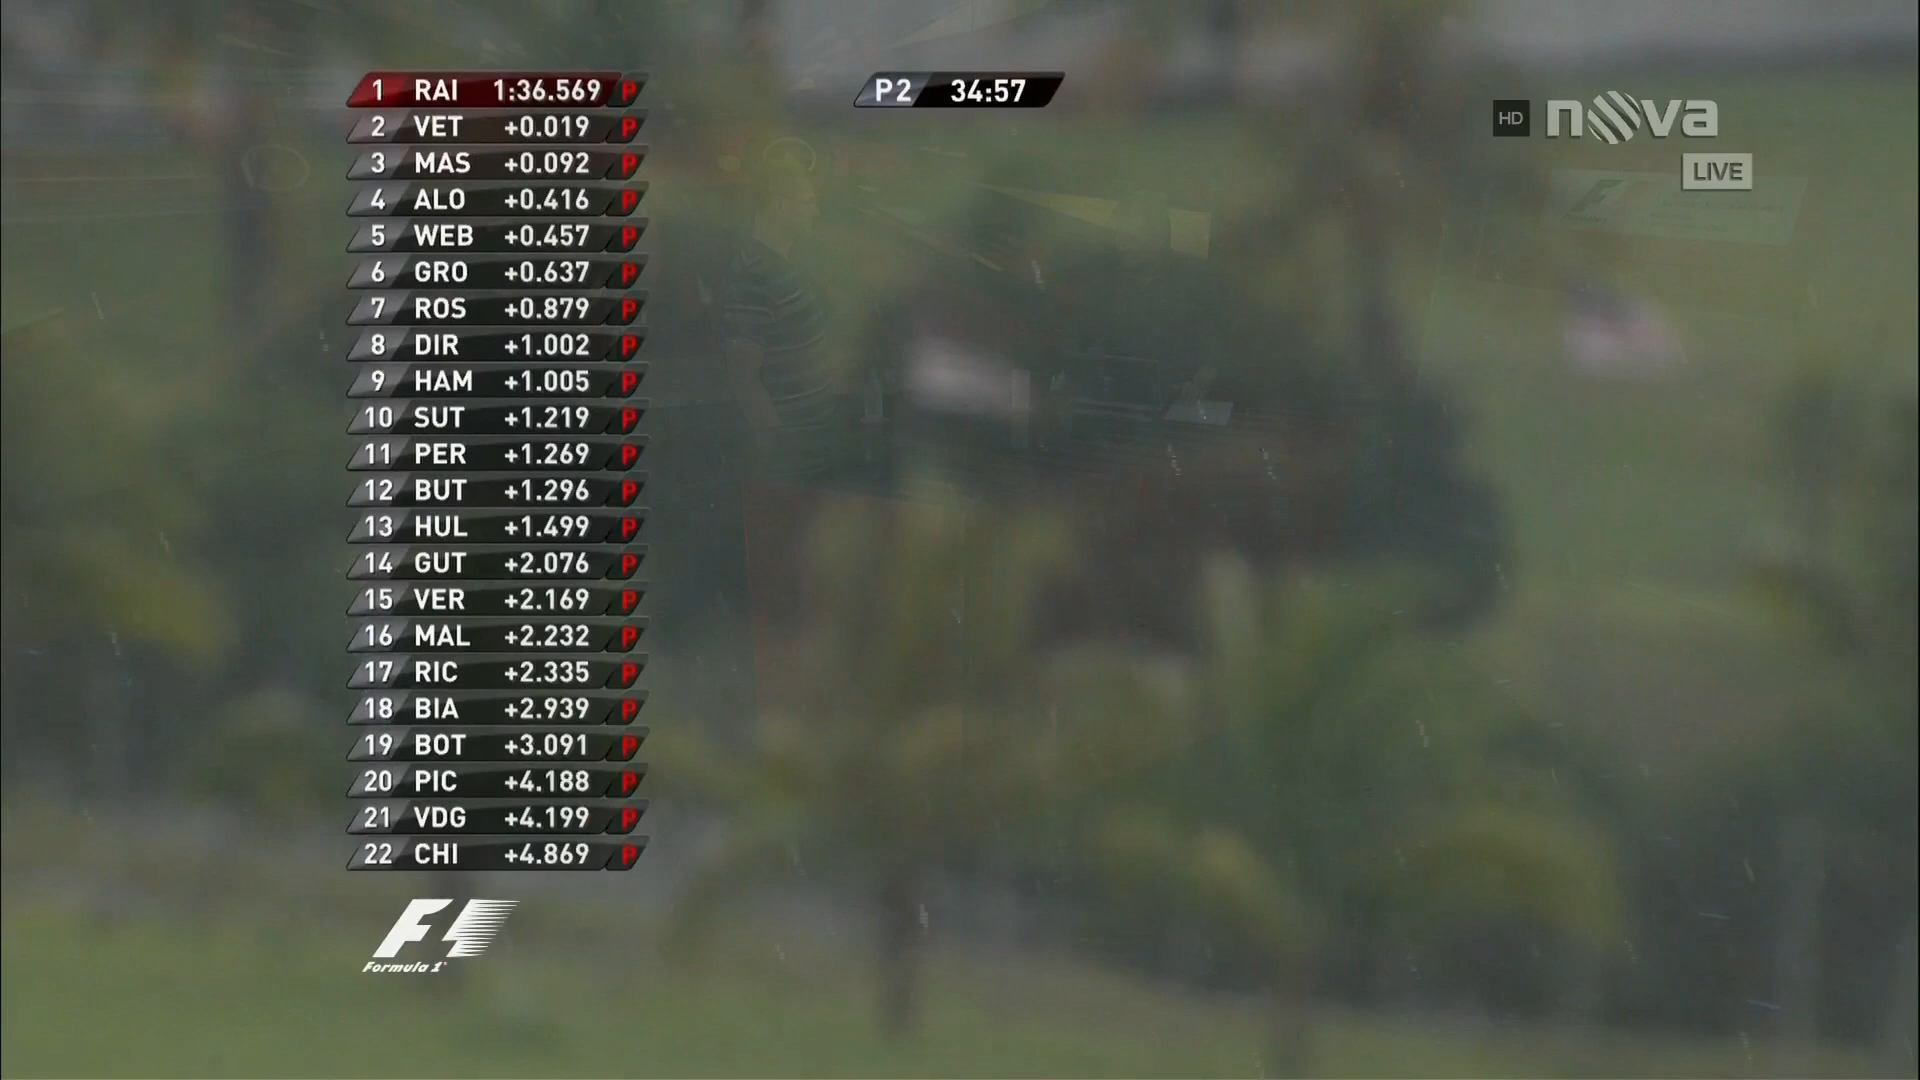 1 RAI 1:36.569 P
2 VET +0.019 P
3 MAS +0.092 P
4 ALO +0.416 P
5 WEB +0.457 P
6 GRO +0.637 P
7 ROS +0.879 P
8 DIR +1.002 P
9 HAM +1.005 P
10 SUT +1.219 P
11 PER +1.269 P
12 BUT +1.296 P
13 HUL +1.499 P
14 GUT +2.076 P
15 VER +2.169 P
16 MAL +2.232 P
17 RIC +2.335 P
18 BIA +2.939 P
19 BOT +3.091 P
20 PIC +4.188 P
21 VDG +4.199 P
22 CHI +4.869 P
F1
Formula 1
P2 34:57
HD nova
LIVE